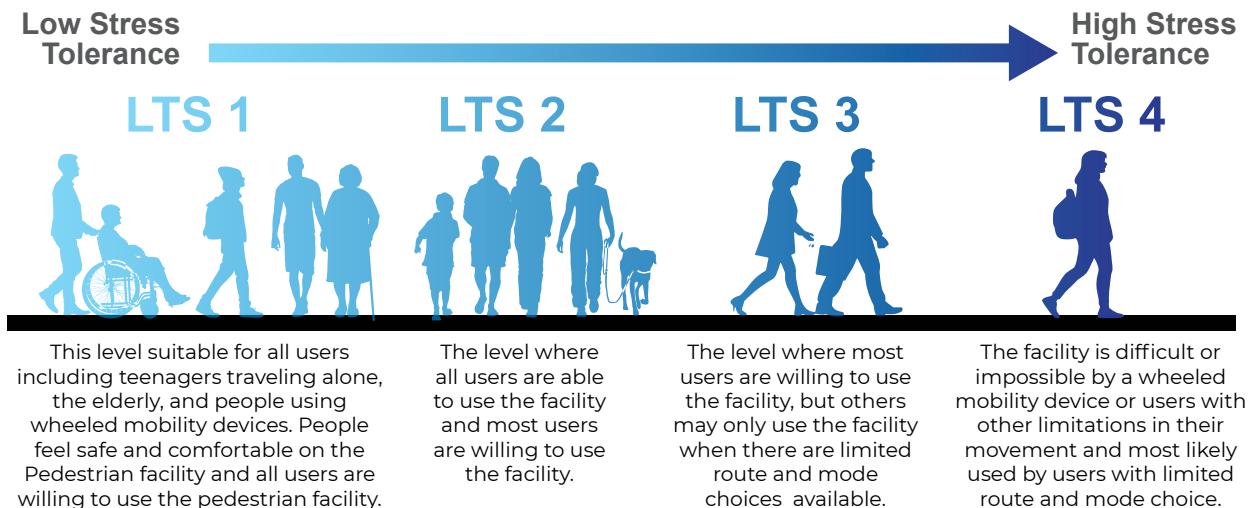 Low Stress
Tolerance
High Stress
Tolerance
LTS 1
LTS 2
LTS 3
LTS 4
This level suitable for all users
including teenagers traveling alone,
the elderly, and people using
wheeled mobility devices. People
feel safe and comfortable on the
Pedestrian facility and all users are
willing to use the pedestrian facility.
The level where
all users are able
to use the facility
and most users
are willing to use
the facility.
The level where most
users are willing to use
the facility, but others
may only use the facility
when there are limited
route and mode
choices available.
The facility is difficult or
impossible by a wheeled
mobility device or users with
other limitations in their
movement and most likely
used by users with limited
route and mode choice.